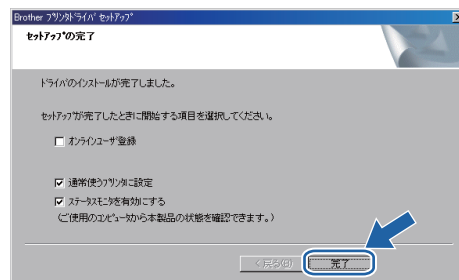 Brother プリンタドライバ セットアップ
セットアップの完了
ドライバのインストールが完了しました。
セットアップが完了したときに開始する項目を選択してください。
オンラインユーザ登録
通常使うプリンタに設定
ステータスモニタを有効にする
(ご使用のコンピュータから本製品の状態を確認できます。)
< 戻る(B) 完了